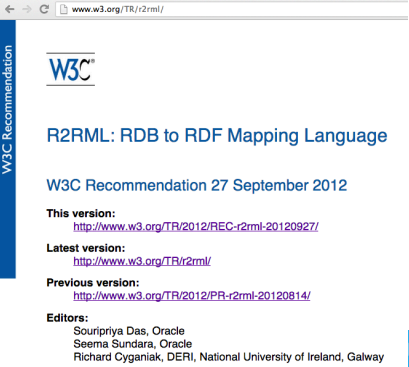 www.w3.org/TR/r2rml/
W3C Recommendation
W3C®
R2RML: RDB to RDF Mapping Language
W3C Recommendation 27 September 2012
This version:
http://www.w3.org/TR/2012/REC-r2rml-20120927/
Latest version:
http://www.w3.org/TR/r2rml/
Previous version:
http://www.w3.org/TR/2012/PR-r2rml-20120814/
Editors:
Souripriya Das, Oracle
Seema Sundara, Oracle
Richard Cyganiak, DERI, National University of Ireland, Galway